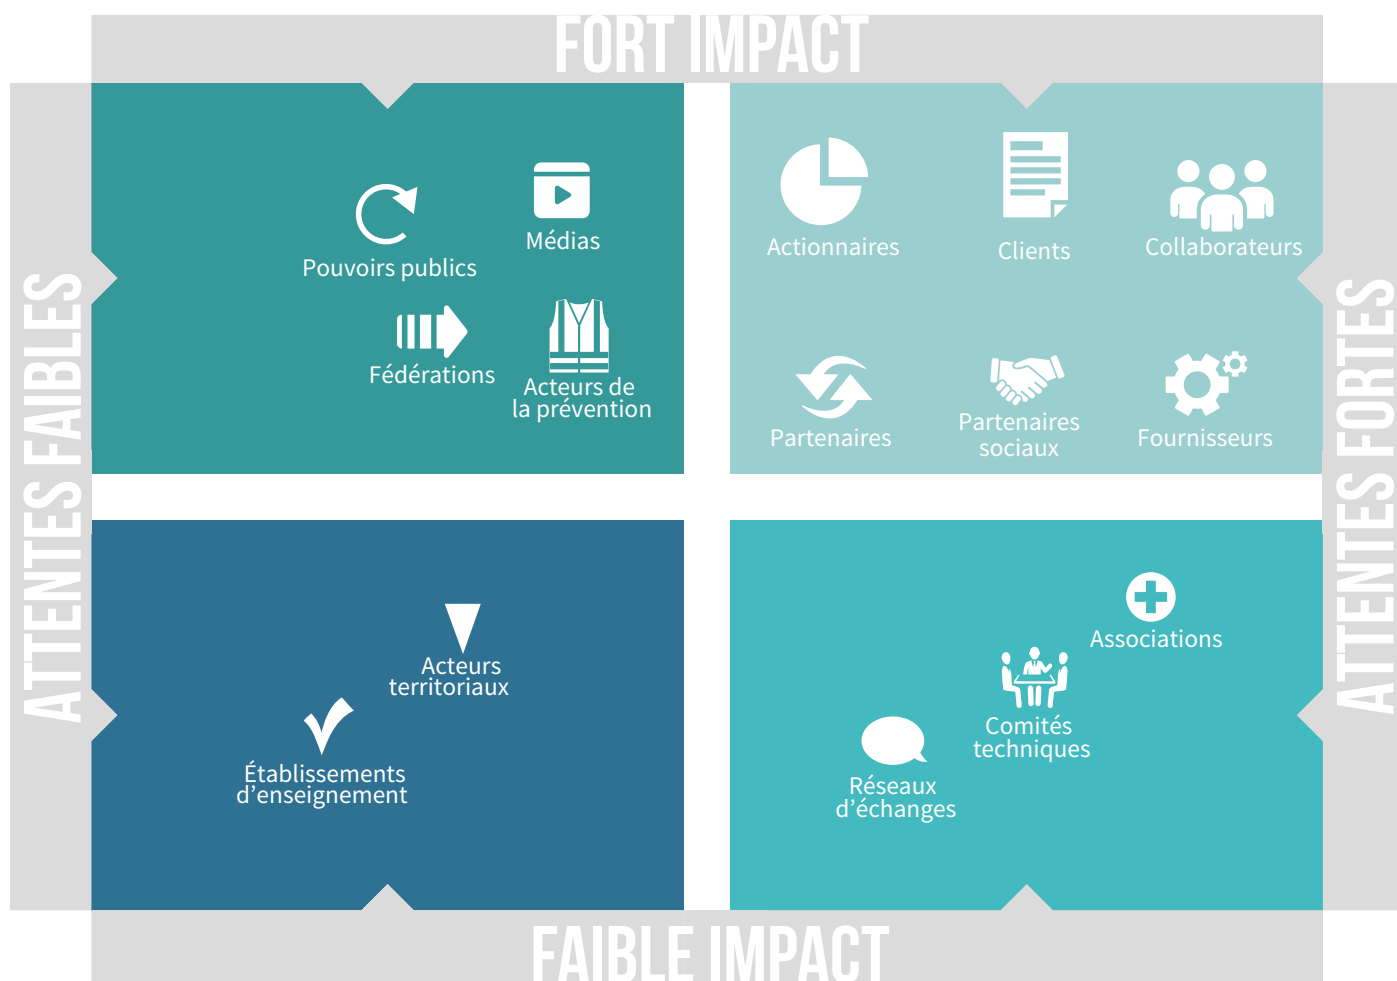 FORT IMPACT
ATTENTES FAIBLES
Pouvoirs publics
Médias
Fédérations
Acteurs de
la prévention
Actionnaires
Clients
Collaborateurs
Partenaires
Partenaires
sociaux
Fournisseurs
ATTENTES FORTES
Acteurs
territoriaux
Établissements
d’enseignement
Associations
Comités
techniques
Réseaux
d’échanges
FAIBLE IMPACT